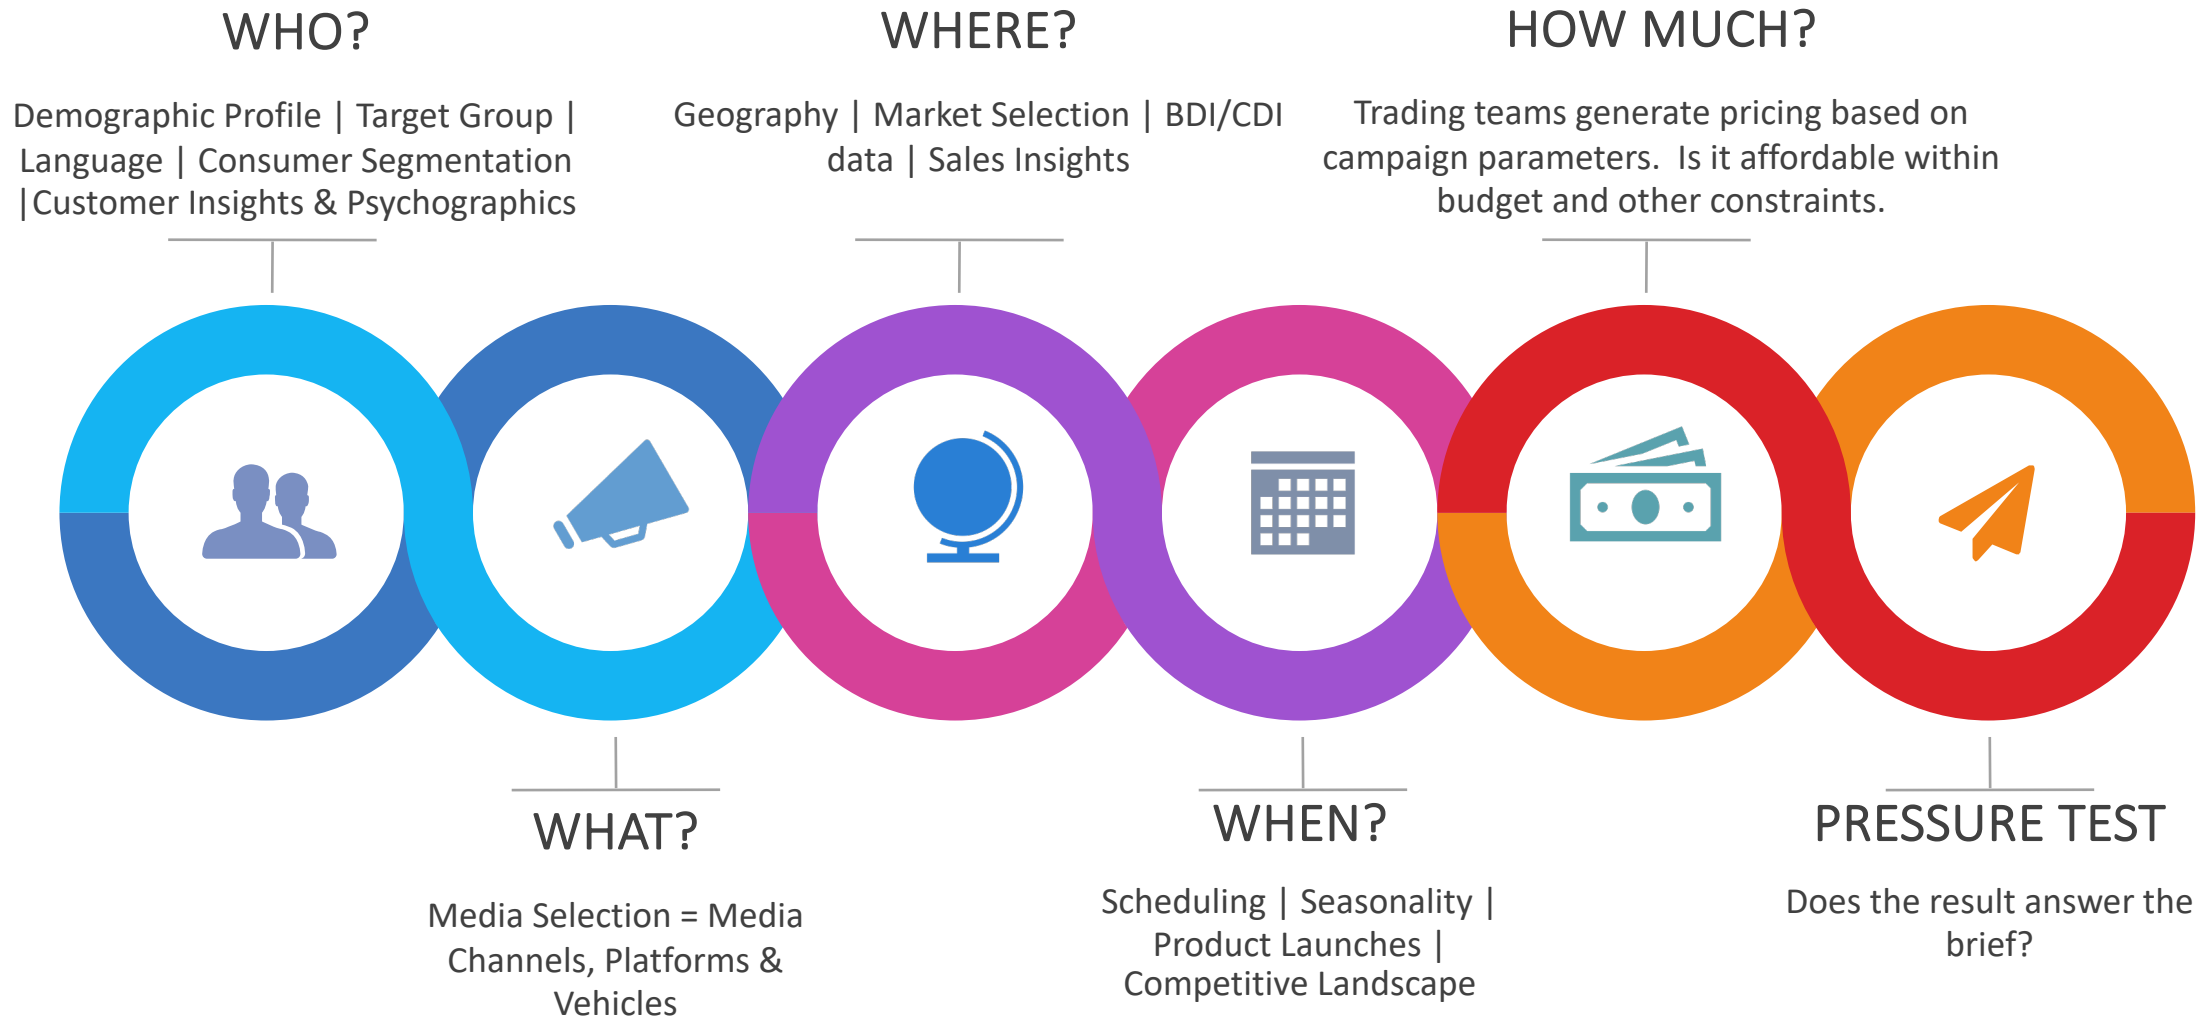 WHO?
Demographic Profile | Target Group |
Language | Consumer Segmentation
|Customer Insights & Psychographics
WHAT?
Media Selection = Media
Channels, Platforms &
Vehicles
WHERE?
Geography | Market Selection | BDI/CDI
data | Sales Insights
WHEN?
Scheduling | Seasonality |
Product Launches |
Competitive Landscape
HOW MUCH?
Trading teams generate pricing based on
campaign parameters.  Is it affordable within
budget and other constraints.
PRESSURE TEST
Does the result answer the
brief?